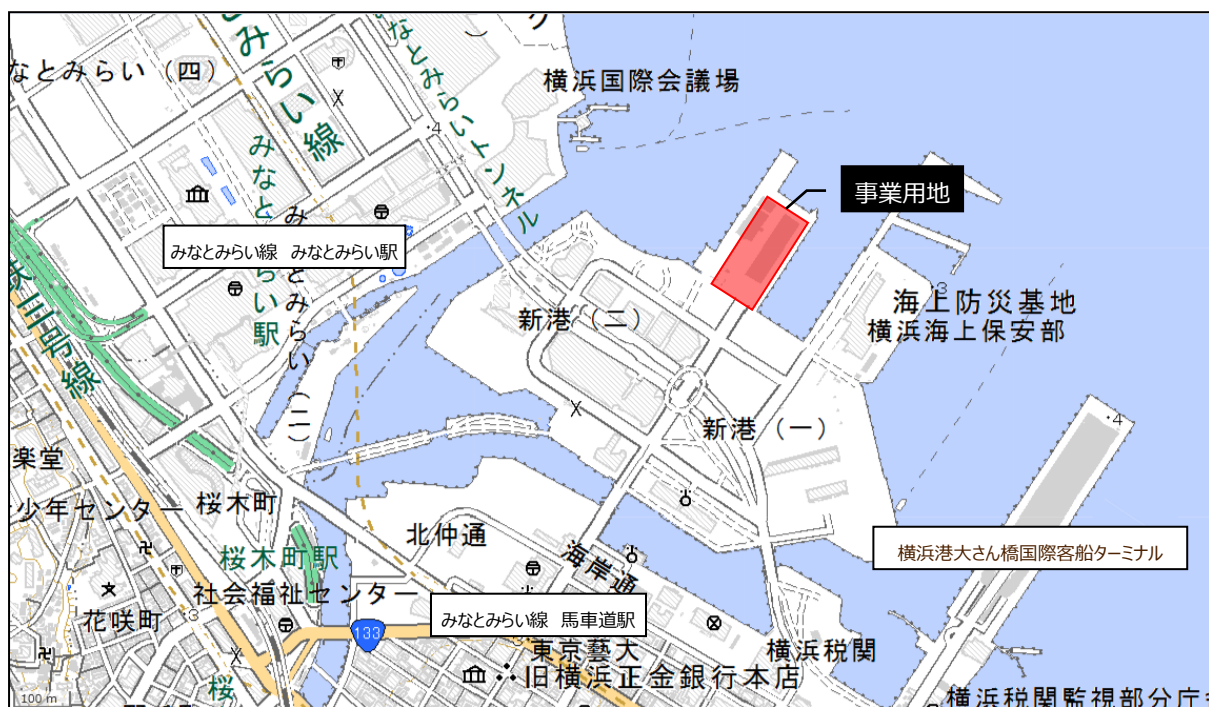 みらい線
なとみらいトンネル
ク
なとみらい（四）
横浜国際会議場
・4
みなとみらい駅
みなとみらい（二）
事業用地
みなとみらい線　みなとみらい駅
3
海上防災基地
横浜海上保安部
新港（二）
新港（一）
・4
楽堂
少年センター
桜木町
桜木町駅
北仲通
海岸通
横浜港大さん橋国際客船ターミナル
社会福祉センター
花咲町
・3
133
みなとみらい線　馬車道駅
東京藝大
旧横浜正金銀行本店
横浜税関
横浜税関監視部分庁舎
桜
100 m